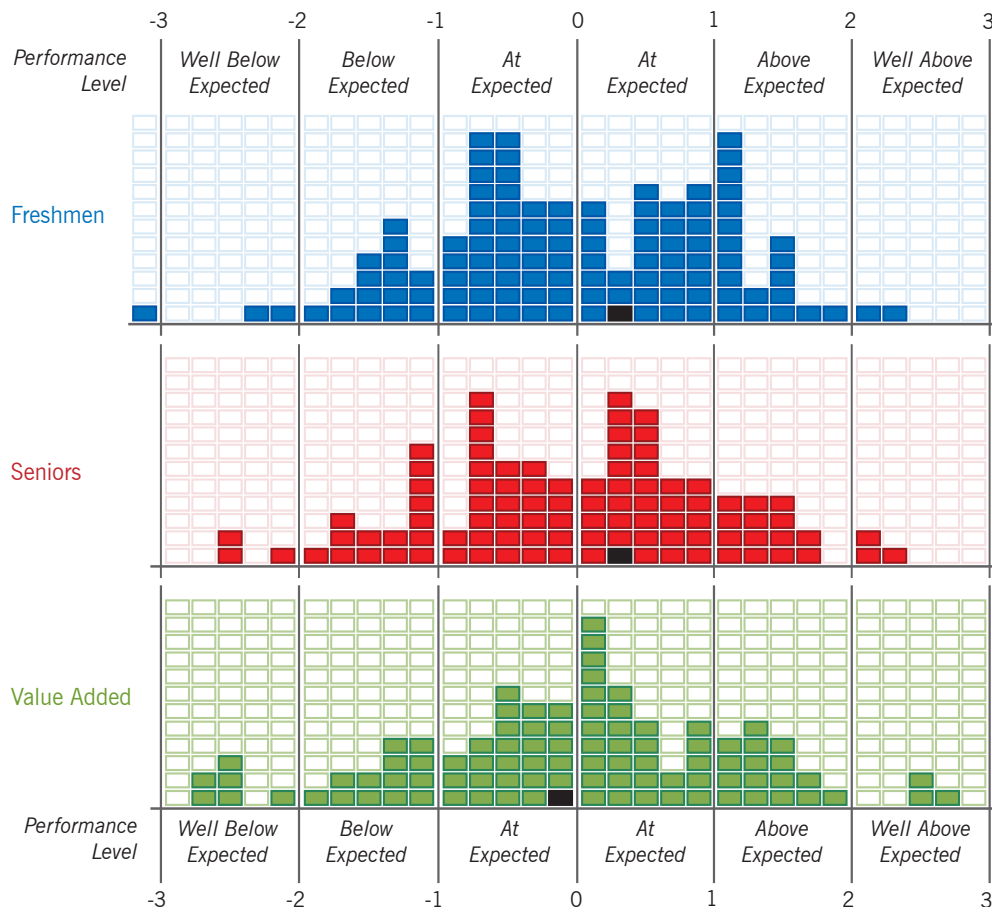 -3 -2 -1 0 1 2 3
Performance Level
Well Below Expected
Below Expected
At Expected
At Expected
Above Expected
Well Above Expected
Freshmen
Seniors
Value Added
Performance Level
Well Below Expected
Below Expected
At Expected
At Expected
Above Expected
Well Above Expected
-3 -2 -1 0 1 2 3